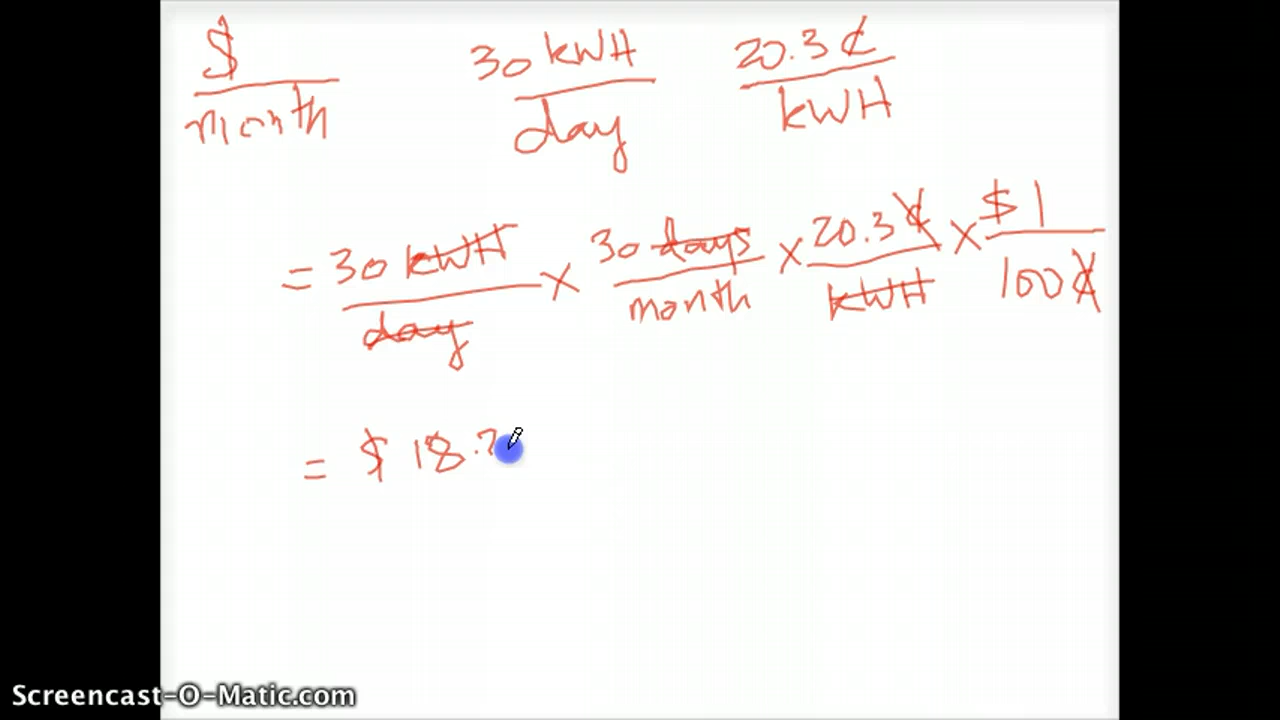 $ / month 30 kWH / day 20.3 ¢ / kWH
= 30 kWH / day × 30 days / month × 20.3 ¢ / kWH × $ 1 / 100 ¢
= $ 18.
Screencast-O-Matic.com